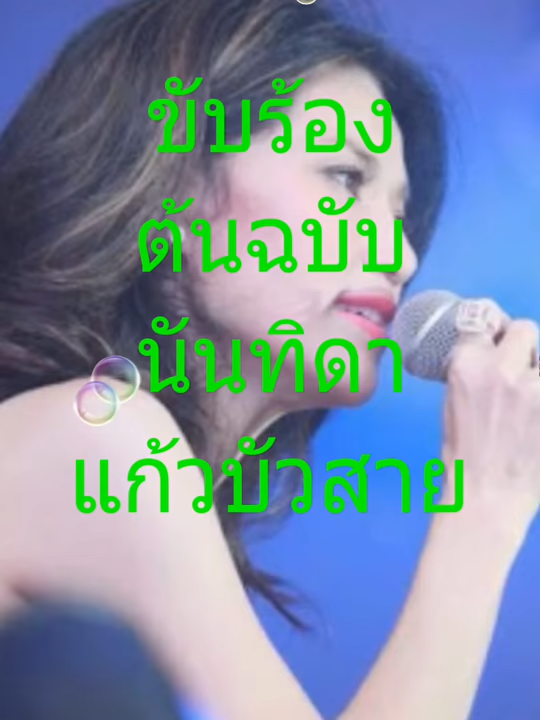 ขับร้อง
ต้นฉบับ
นันทิดา
แก้วบัวสาย